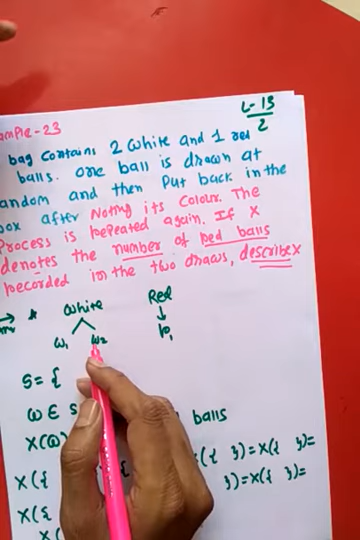 L-13
2
ample-23
bag contains 2 white and 1 red
balls. one ball is drawn at
andom and then put back in the
box after Noting its colour. The
Process is repeated again. If X
denotes the number of red balls
recorded in the two draws, describe X
White Red
w₁ w₂ r₁
S = {
w ∈ S balls
X(w)
X({ ({ }) = X({ }) =
X({ }) = X({ }) =
X(